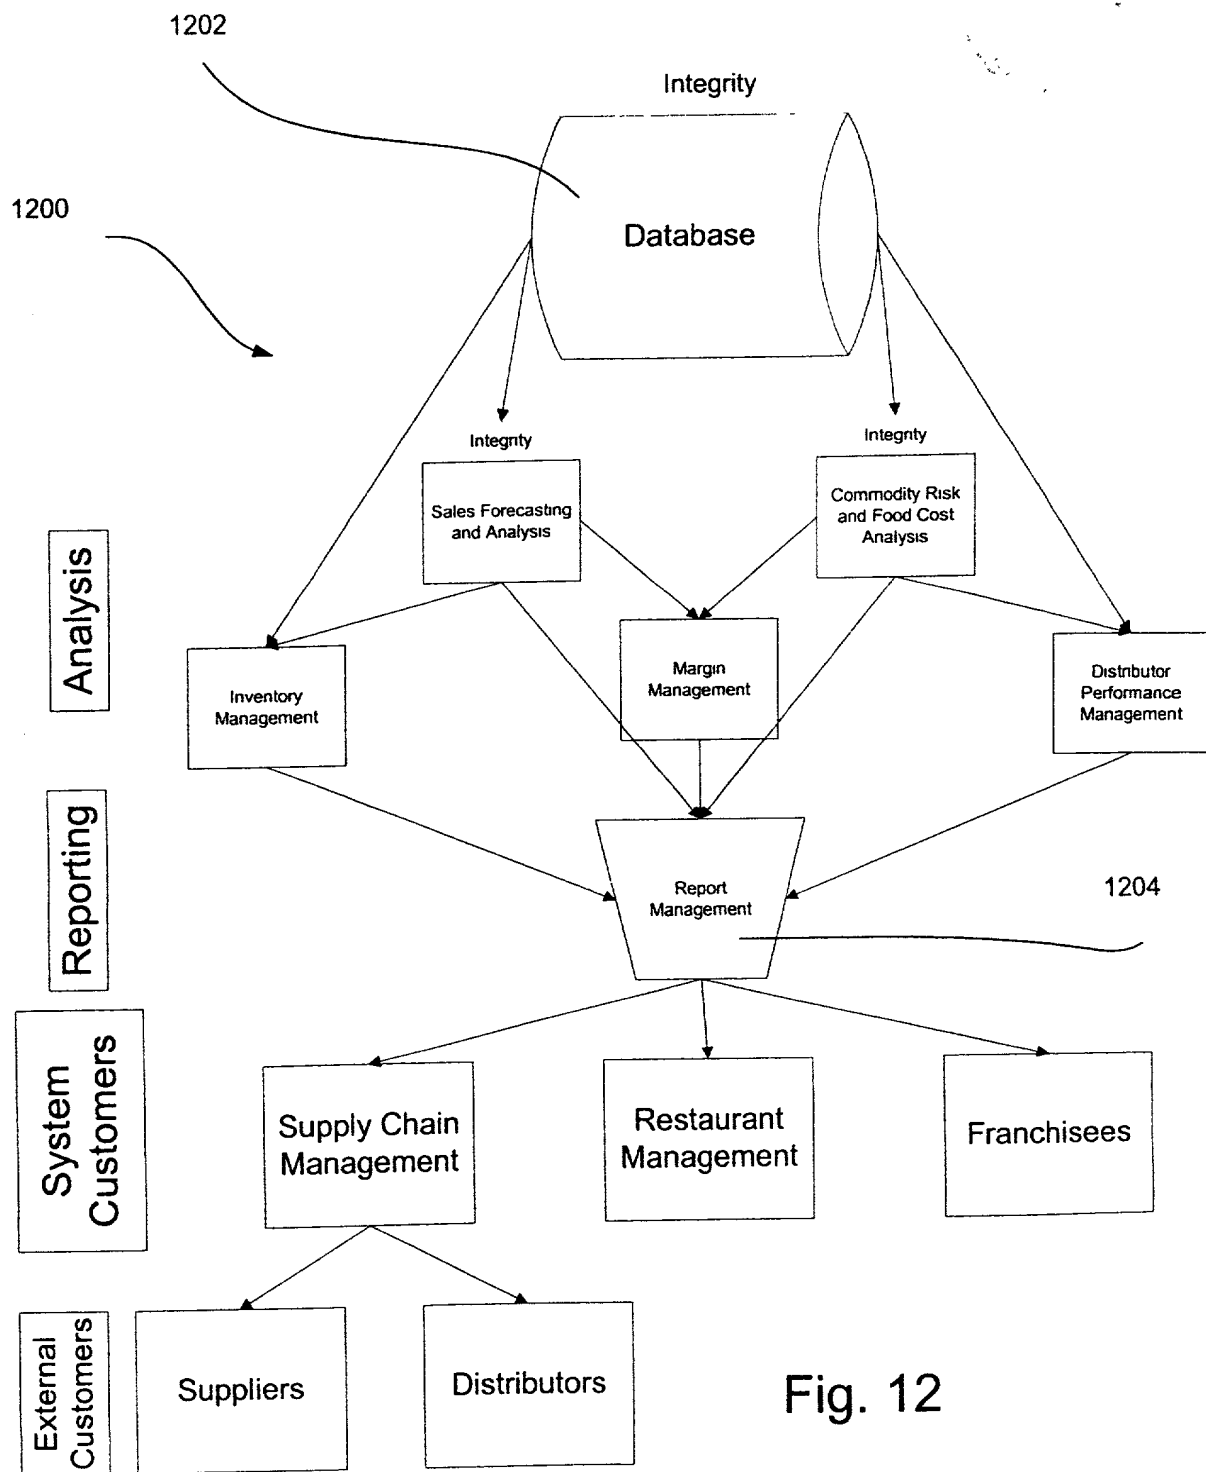 1202
Integrity
1200
Database
Integrity
Integrity
Sales Forecasting
and Analysis
Commodity Risk
and Food Cost
Analysis
Analysis
Inventory
Management
Margin
Management
Distributor
Performance
Management
Reporting
Report
Management
1204
System
Customers
Supply Chain
Management
Restaurant
Management
Franchisees
External
Customers
Suppliers
Distributors
Fig. 12